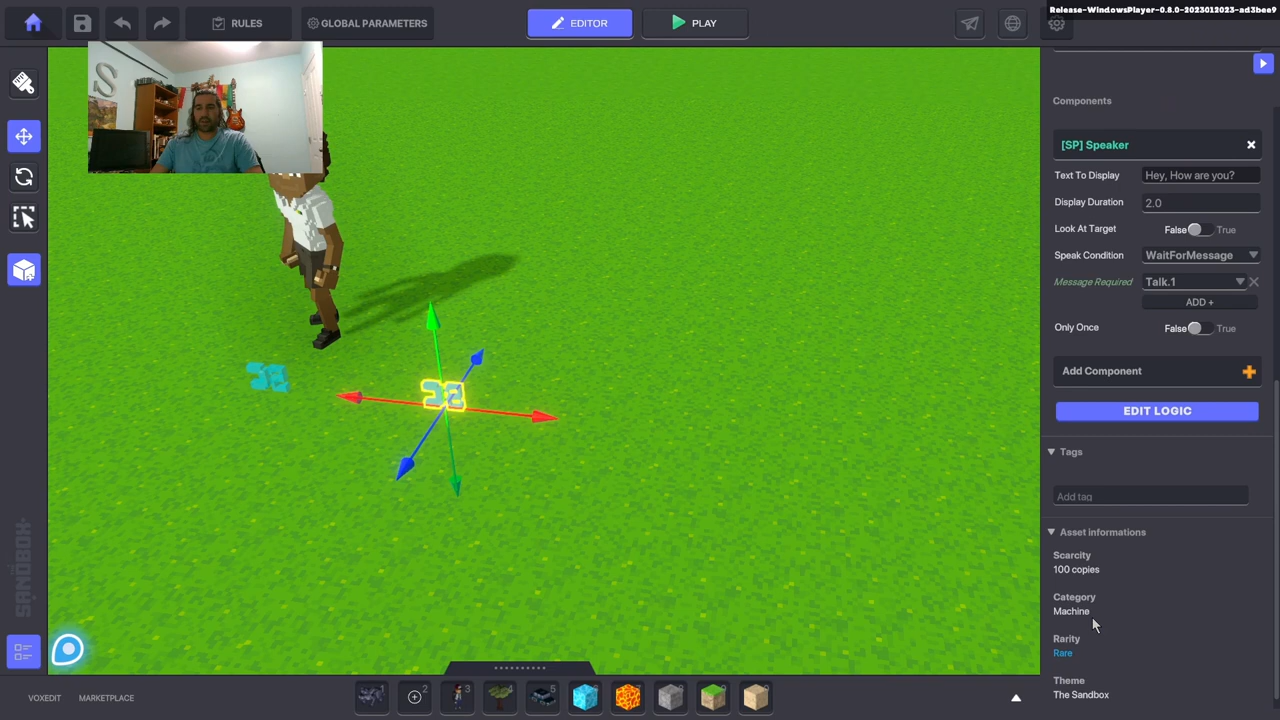 Release-WindowsPlayer-0.8.0-2023012023-ad3bee9
RULES
GLOBAL PARAMETERS
EDITOR
PLAY
S
Components
[SP] Speaker
Text To Display
Hey, How are you?
Display Duration
2.0
Look At Target
False
True
Speak Condition
WaitForMessage
Message Required
Talk.1
ADD +
Only Once
False
True
Add Component
EDIT LOGIC
Tags
Add tag
Asset informations
Scarcity
100 copies
Category
Machine
Rarity
Rare
Theme
The Sandbox
VOXEDIT
MARKETPLACE
2
3
5